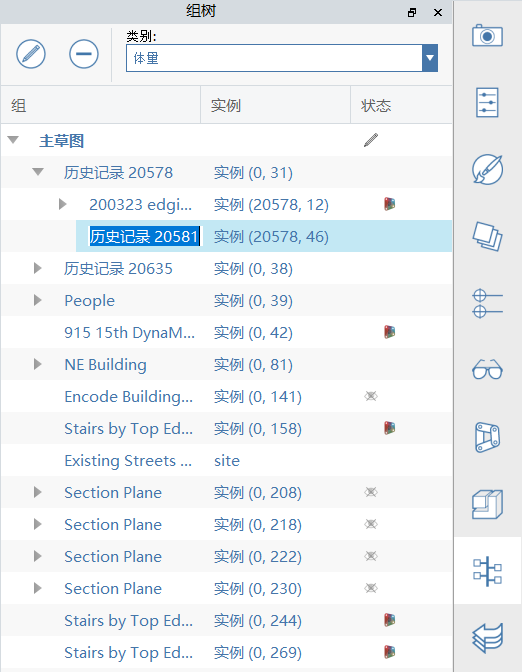 组树
类别:
体量
组 实例 状态
主草图
历史记录 20578 实例 (0, 31)
200323 edgi... 实例 (20578, 12)
历史记录 20581 实例 (20578, 46)
历史记录 20635 实例 (0, 38)
People 实例 (0, 39)
915 15th DynaM... 实例 (0, 42)
NE Building 实例 (0, 81)
Encode Building... 实例 (0, 141)
Stairs by Top Ed... 实例 (0, 158)
Existing Streets ... site
Section Plane 实例 (0, 208)
Section Plane 实例 (0, 218)
Section Plane 实例 (0, 222)
Section Plane 实例 (0, 230)
Stairs by Top Ed... 实例 (0, 244)
Stairs by Top Ed... 实例 (0, 269)